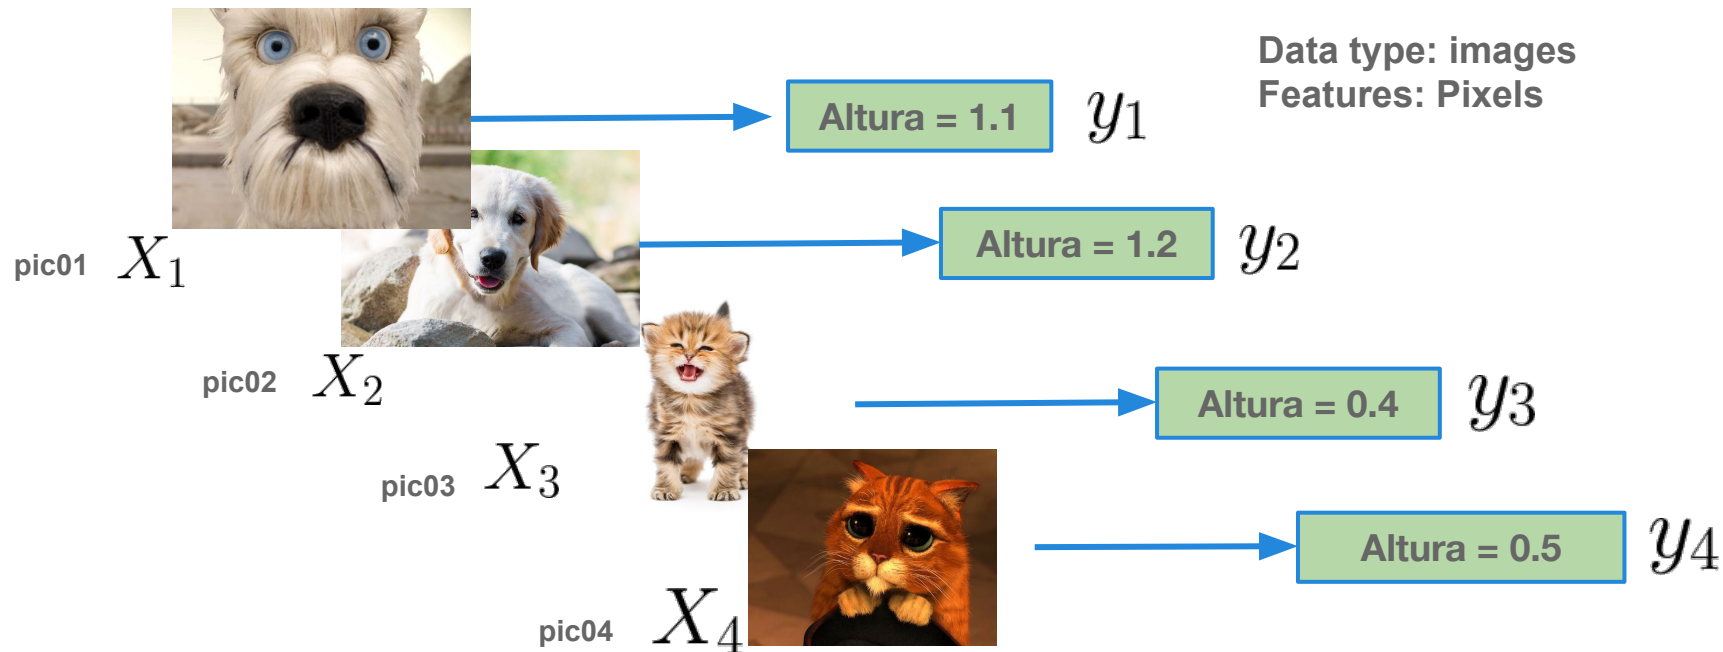 Data type: images
Features: Pixels
Altura = 1.1 y₁
pic01 X₁
Altura = 1.2 y₂
pic02 X₂
Altura = 0.4 y₃
pic03 X₃
Altura = 0.5 y₄
pic04 X₄